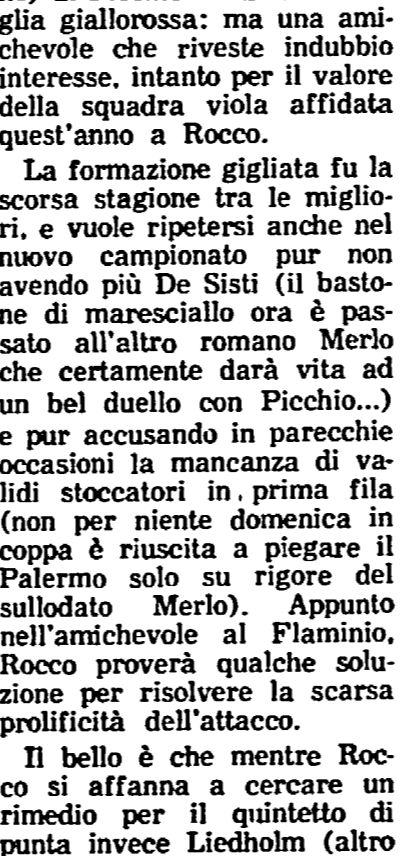 glia giallorossa: ma una ami-
chevole che riveste indubbio
interesse, intanto per il valore
della squadra viola affidata
quest'anno a Rocco.
La formazione gigliata fu la
scorsa stagione tra le miglio-
ri, e vuole ripetersi anche nel
nuovo campionato pur non
avendo più De Sisti (il basto-
ne di maresciallo ora è pas-
sato all'altro romano Merlo
che certamente darà vita ad
un bel duello con Picchio...)
e pur accusando in parecchie
occasioni la mancanza di va-
lidi stoccatori in prima fila
(non per niente domenica in
coppa è riuscita a piegare il
Palermo solo su rigore del
sullodato Merlo). Appunto
nell'amichevole al Flaminio,
Rocco proverà qualche solu-
zione per risolvere la scarsa
prolificità dell'attacco.
Il bello è che mentre Roc-
co si affanna a cercare un
rimedio per il quintetto di
punta invece Liedholm (altro